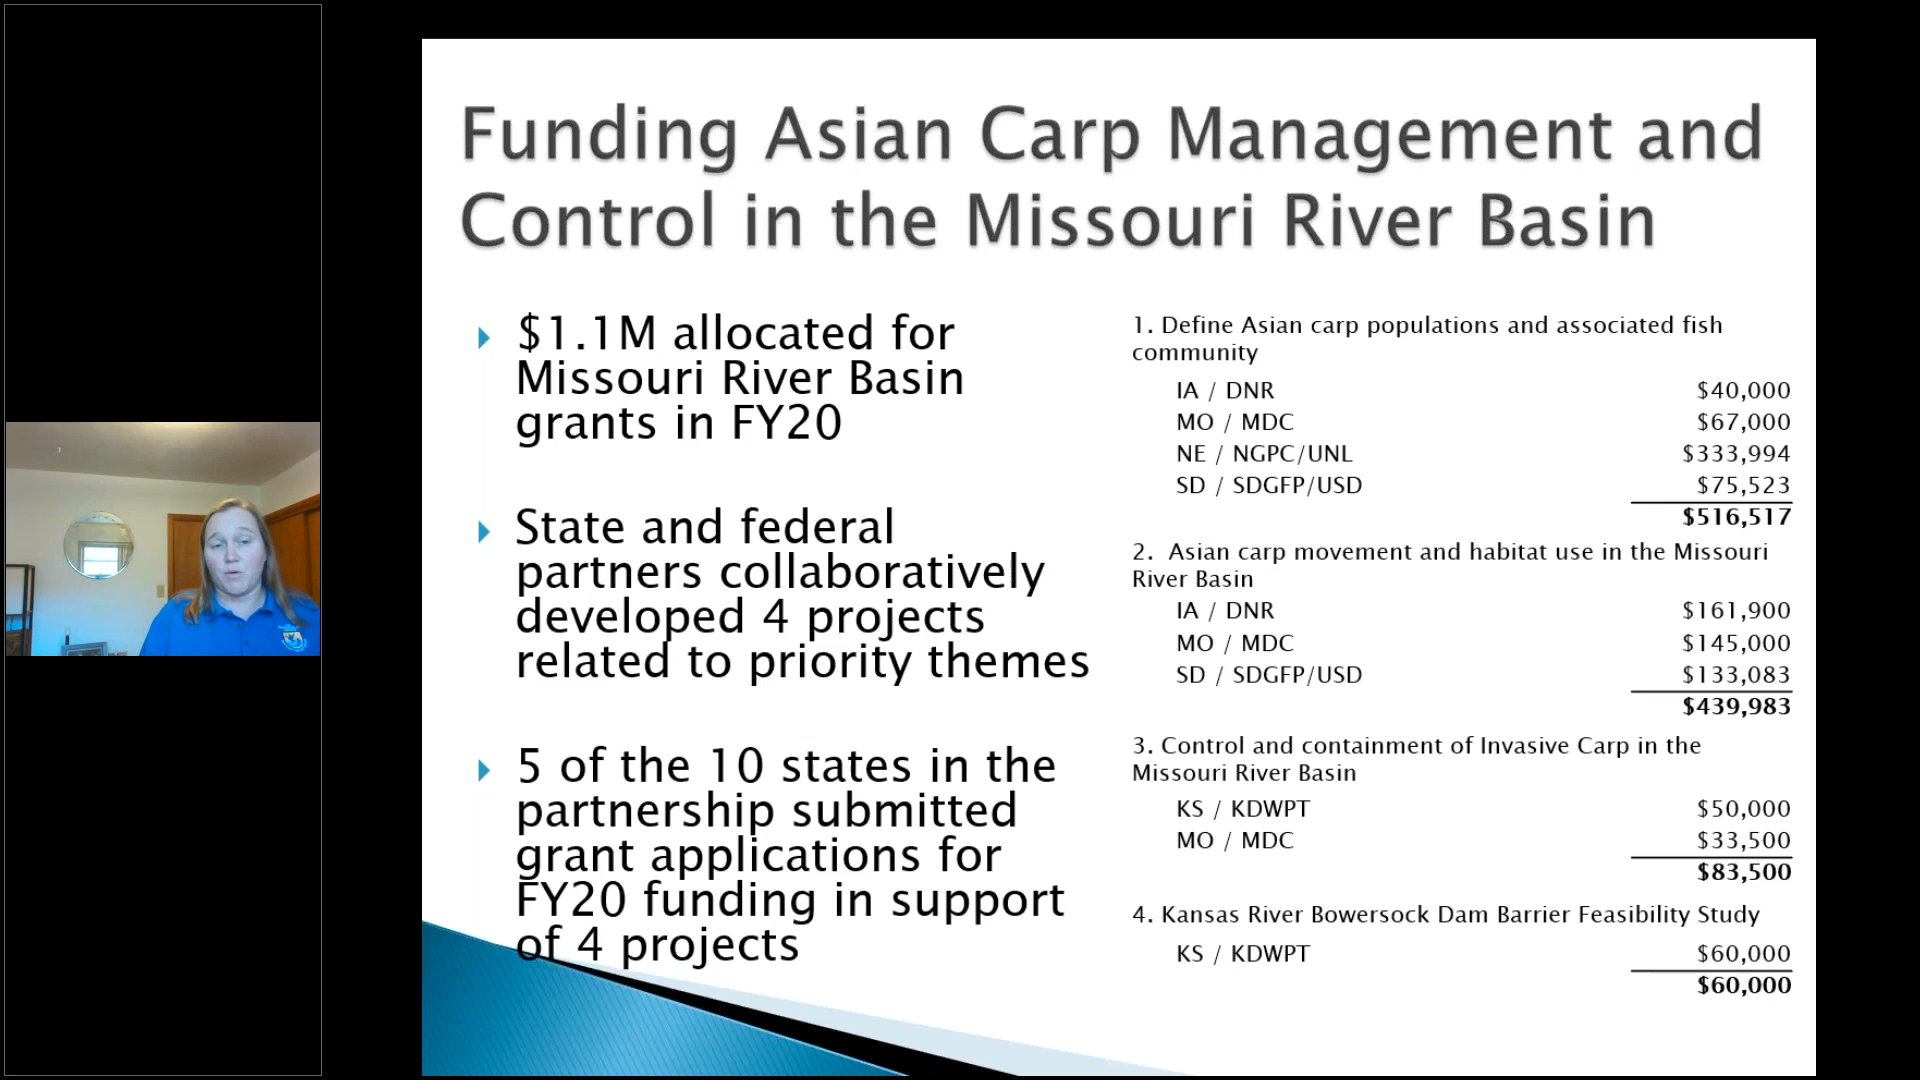 Funding Asian Carp Management and
Control in the Missouri River Basin
$1.1M allocated for
Missouri River Basin
grants in FY20
State and federal
partners collaboratively
developed 4 projects
related to priority themes
5 of the 10 states in the
partnership submitted
grant applications for
FY20 funding in support
of 4 projects
1. Define Asian carp populations and associated fish
community
IA / DNR $40,000
MO / MDC $67,000
NE / NGPC/UNL $333,994
SD / SDGFP/USD $75,523
$516,517
2. Asian carp movement and habitat use in the Missouri
River Basin
IA / DNR $161,900
MO / MDC $145,000
SD / SDGFP/USD $133,083
$439,983
3. Control and containment of Invasive Carp in the
Missouri River Basin
KS / KDWPT $50,000
MO / MDC $33,500
$83,500
4. Kansas River Bowersock Dam Barrier Feasibility Study
KS / KDWPT $60,000
$60,000